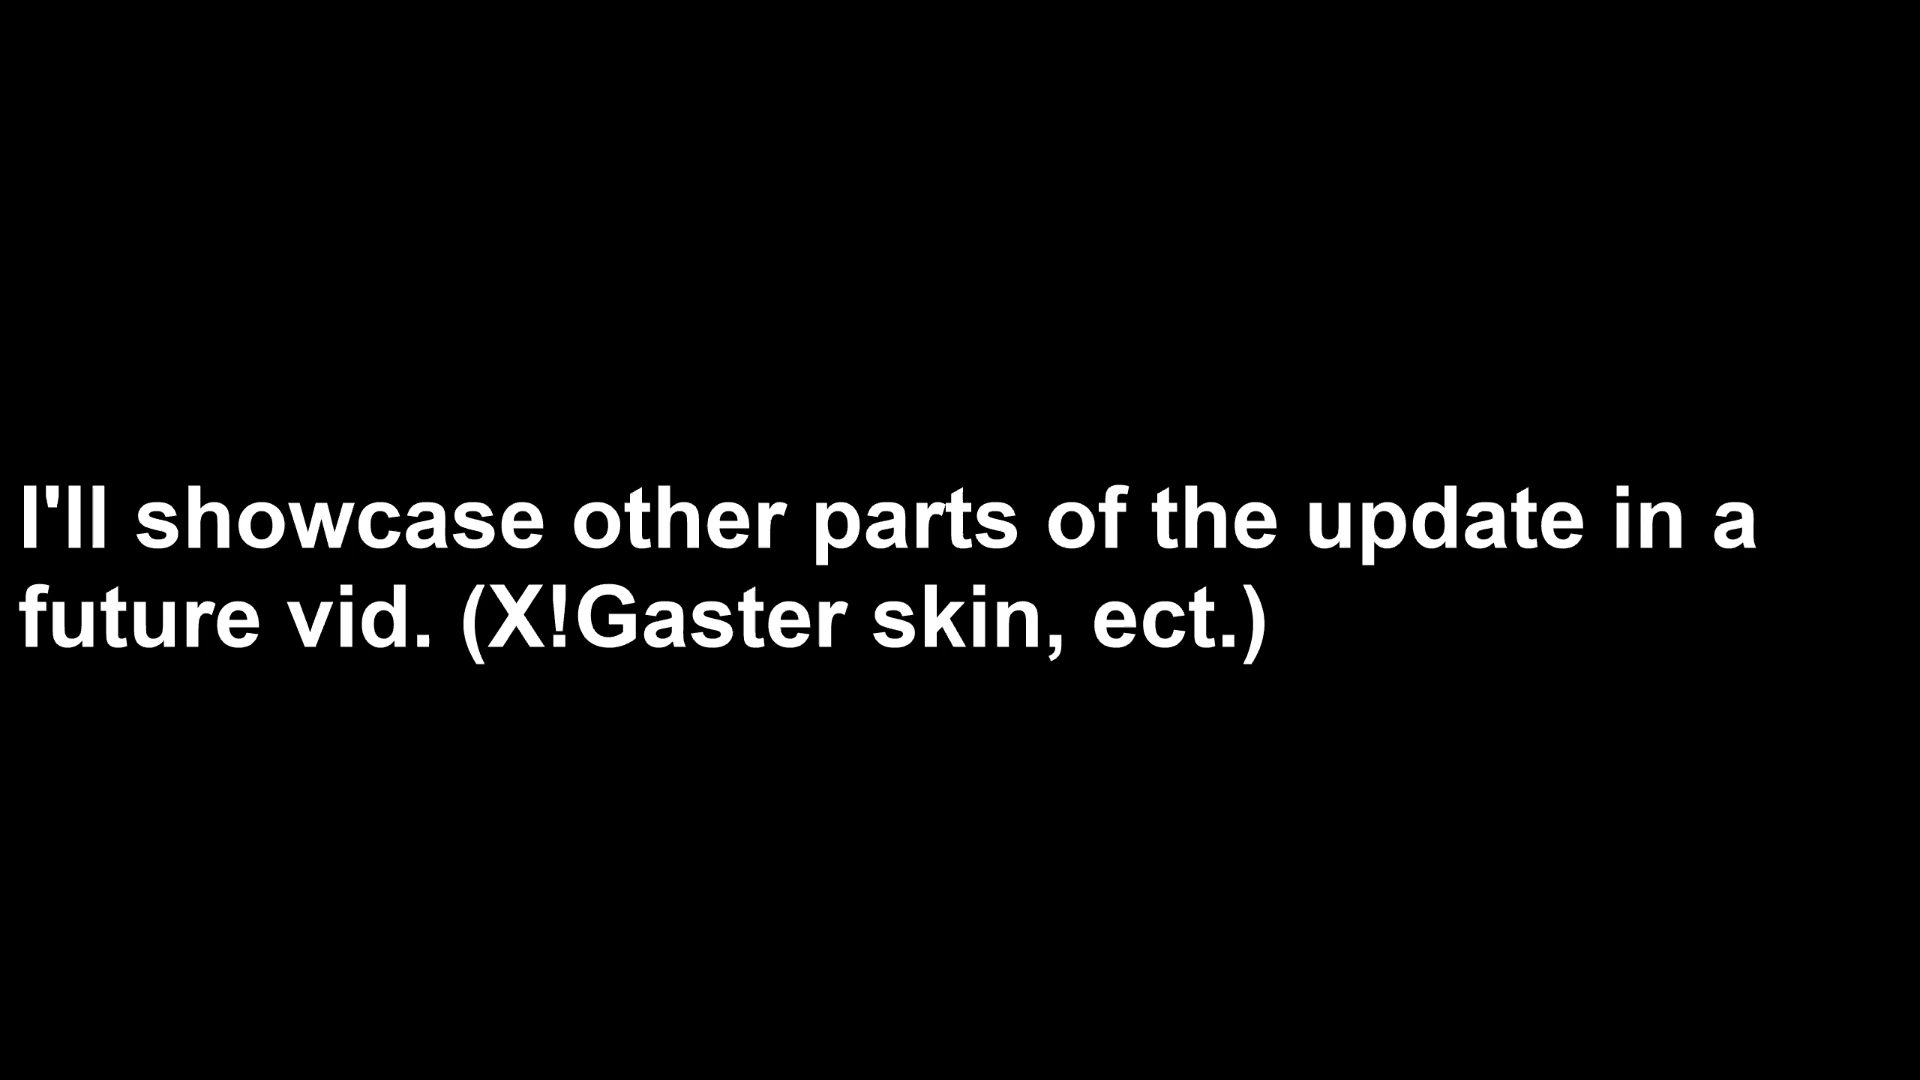 I'll showcase other parts of the update in a
future vid. (X!Gaster skin, ect.)